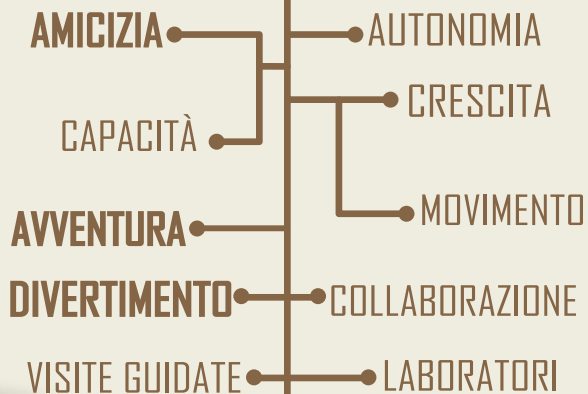 AMICIZIA
AUTONOMIA
CRESCITA
CAPACITÀ
MOVIMENTO
AVVENTURA
DIVERTIMENTO
COLLABORAZIONE
VISITE GUIDATE
LABORATORI